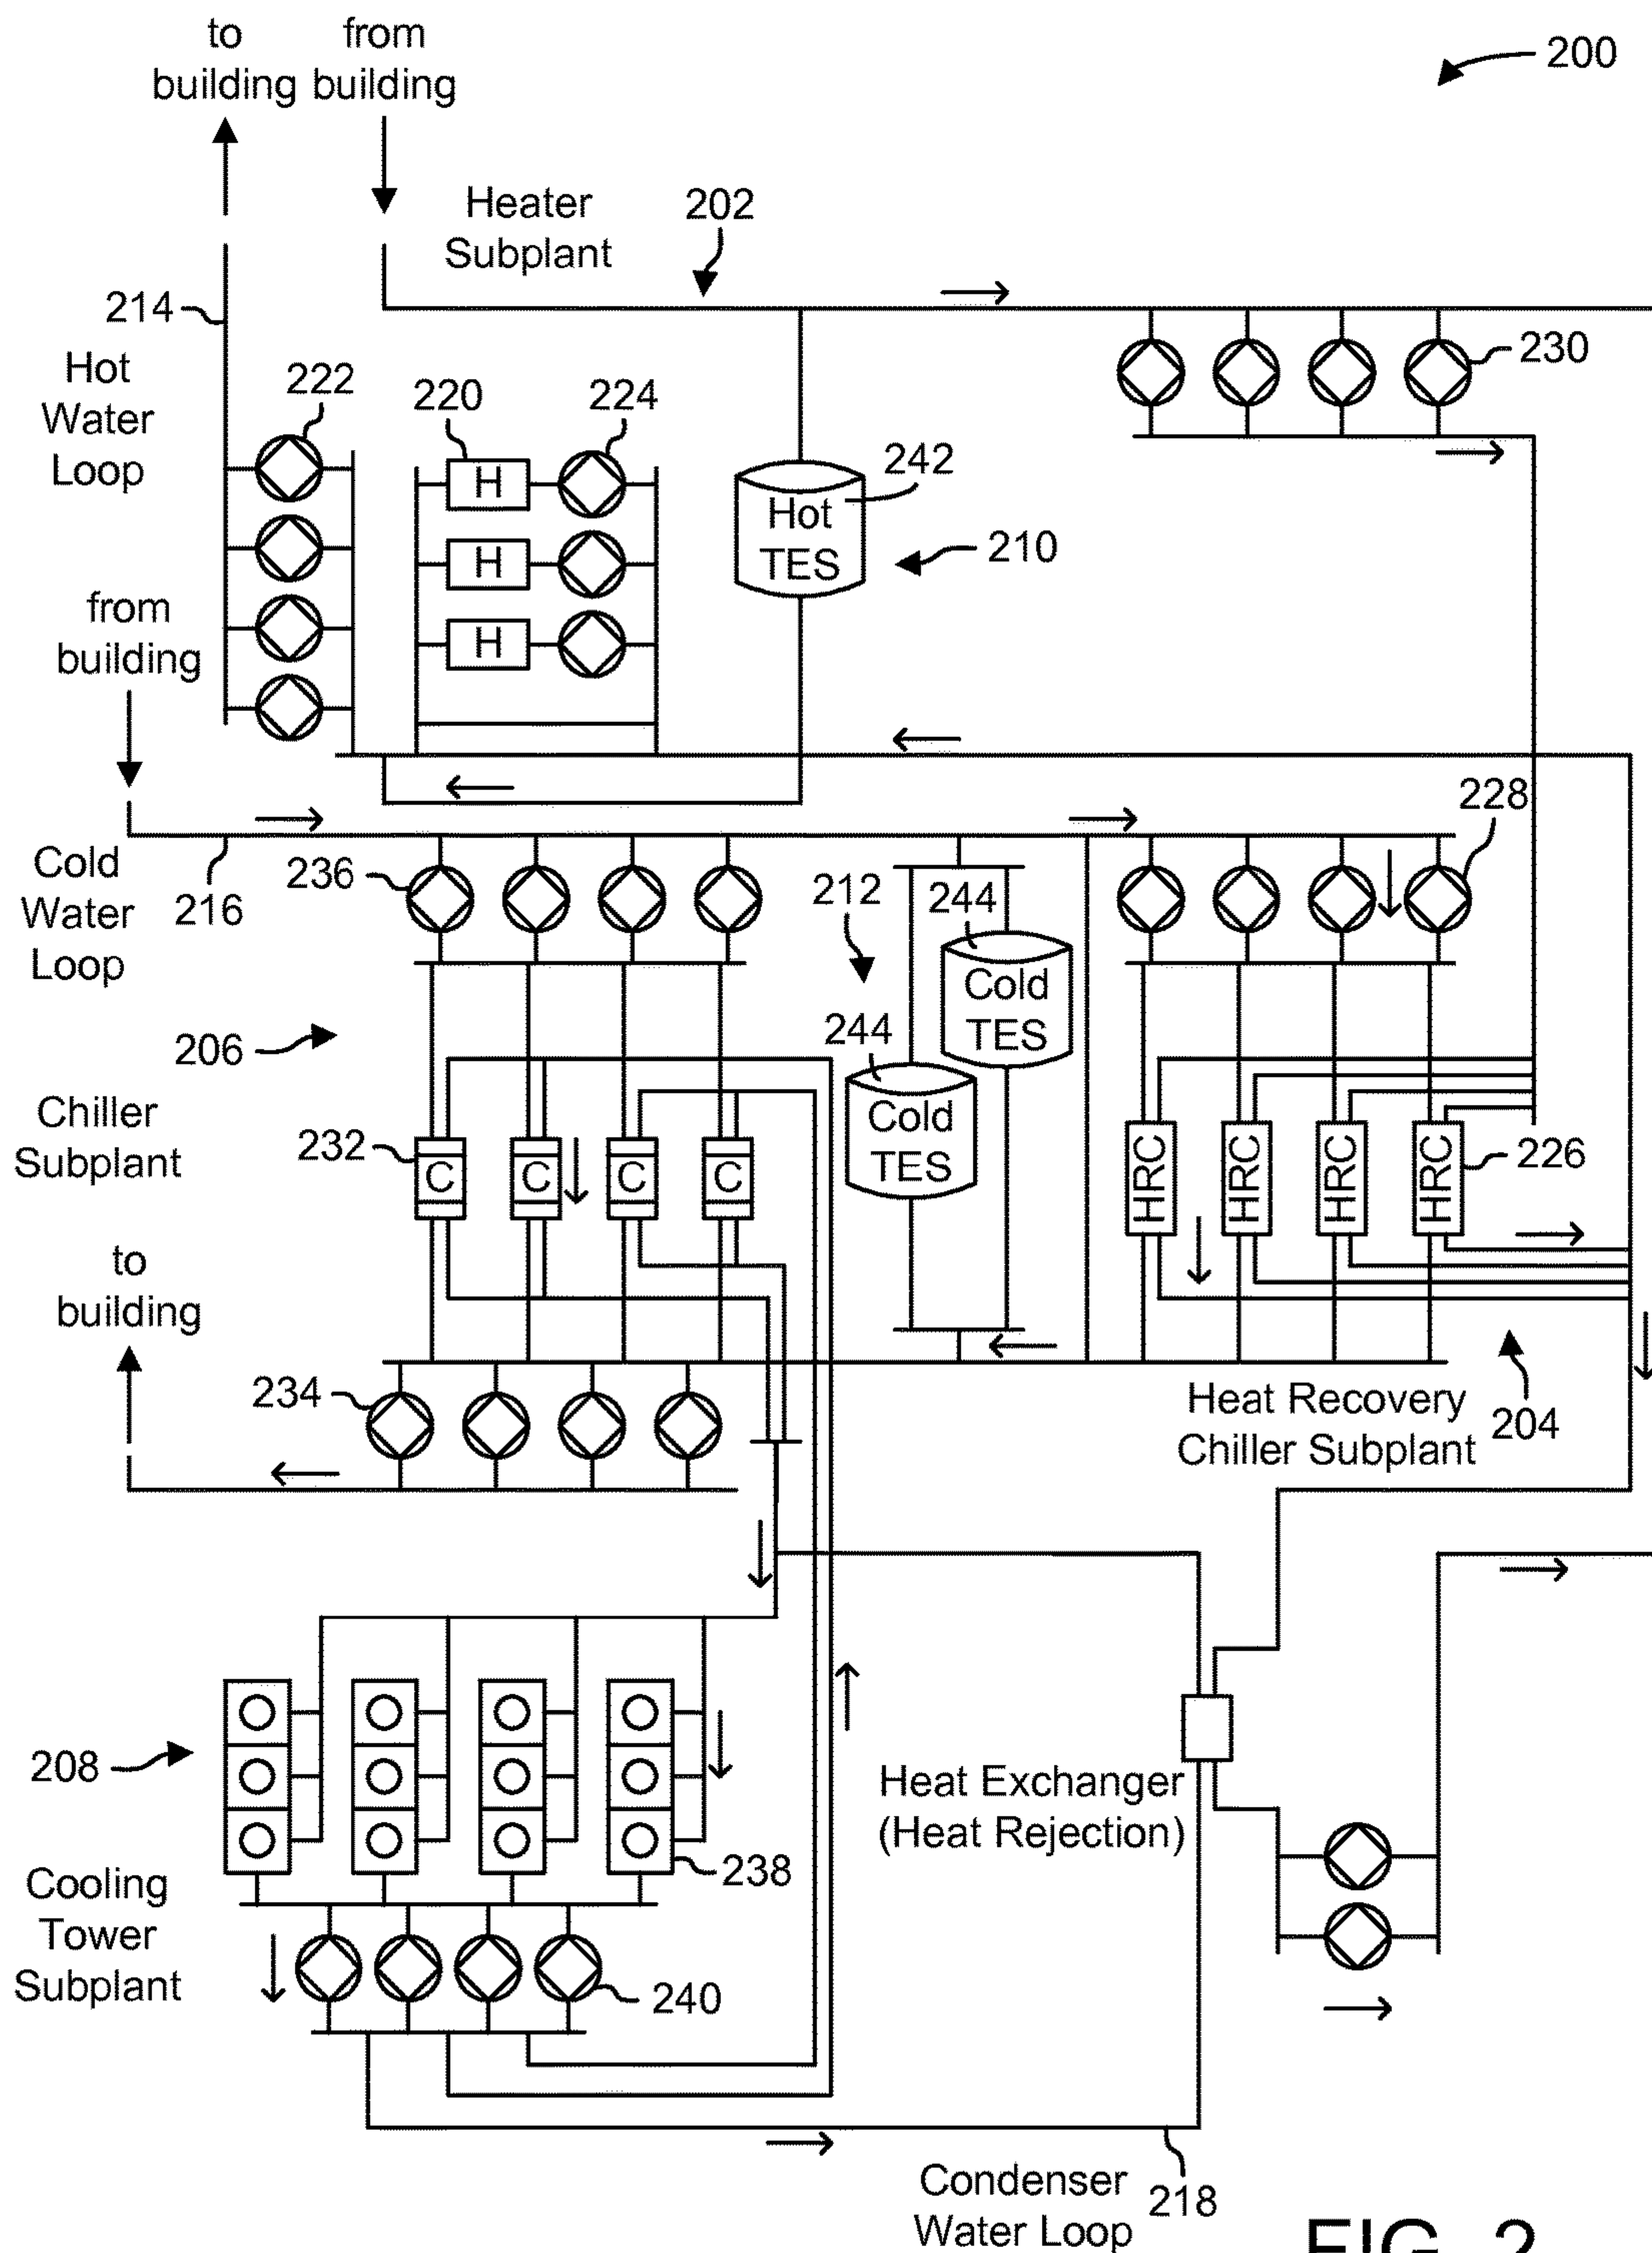 to
building
from
building
200
Heater
Subplant
202
214
Hot
Water
Loop
222
220
224
H
H
H
242
Hot
TES
210
230
from
building
Cold
Water
Loop
216
236
212
244
244
Cold
TES
Cold
TES
228
206
Chiller
Subplant
232
C
C
C
C
HRC
HRC
HRC
HRC
226
to
building
234
Heat Recovery
Chiller Subplant
204
208
Cooling
Tower
Subplant
238
240
Heat Exchanger
(Heat Rejection)
Condenser
Water Loop
218
FIG. 2